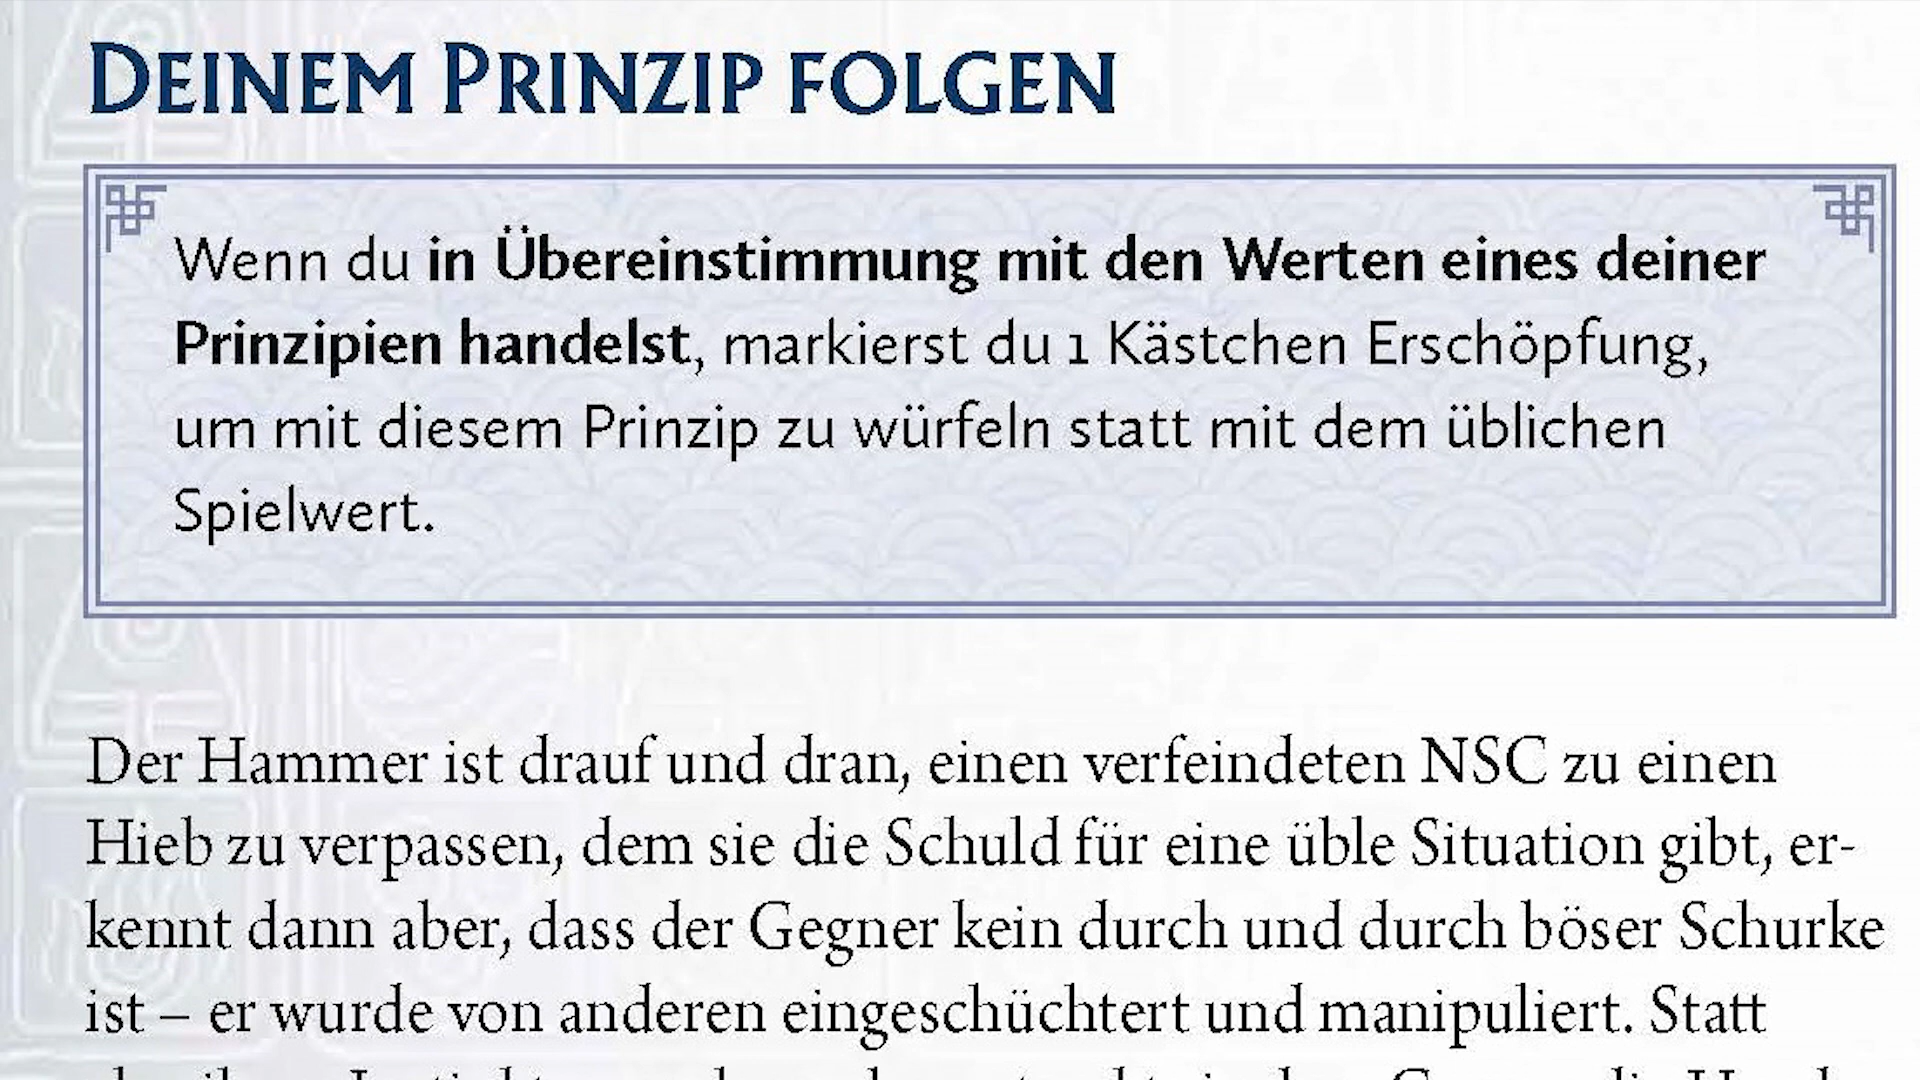 DEINEM PRINZIP FOLGEN
Wenn du in Übereinstimmung mit den Werten eines deiner
Prinzipien handelst, markierst du 1 Kästchen Erschöpfung,
um mit diesem Prinzip zu würfeln statt mit dem üblichen
Spielwert.
Der Hammer ist drauf und dran, einen verfeindeten NSC zu einen
Hieb zu verpassen, dem sie die Schuld für eine üble Situation gibt, er-
kennt dann aber, dass der Gegner kein durch und durch böser Schurke
ist – er wurde von anderen eingeschüchtert und manipuliert. Statt